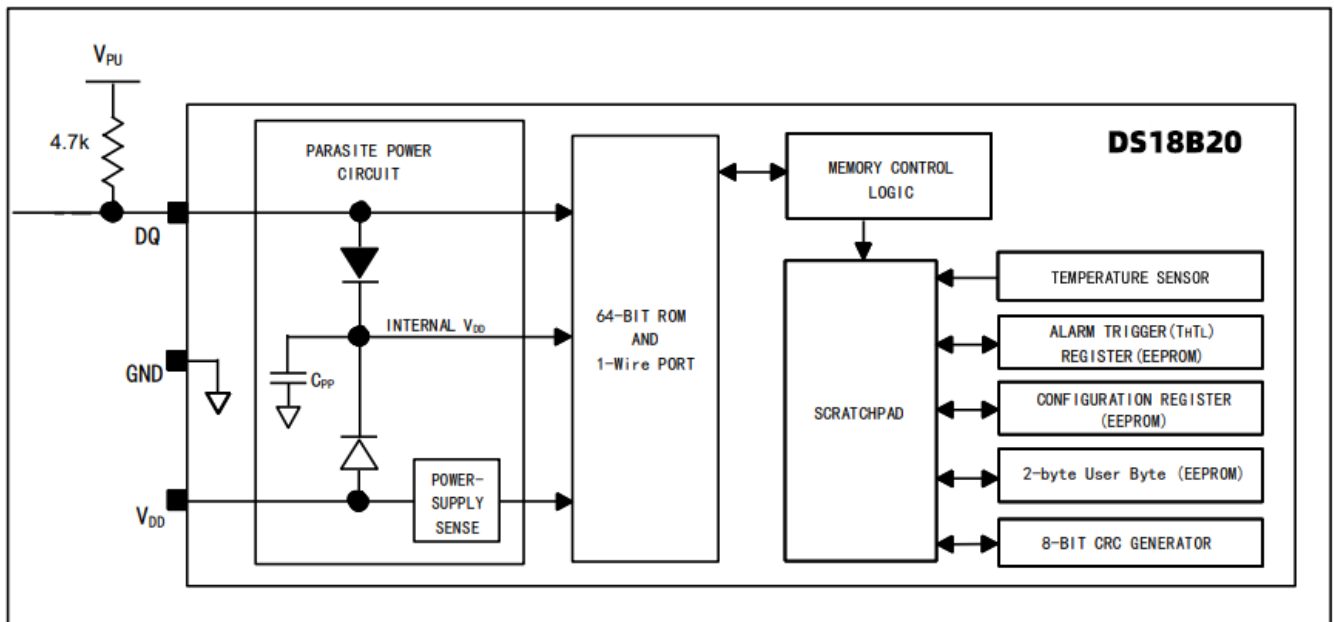 VPU
4.7k
DQ
GND
VDD
PARASITE POWER
CIRCUIT
INTERNAL VDD
CPP
POWER-
SUPPLY
SENSE
64-BIT ROM
AND
1-Wire PORT
MEMORY CONTROL
LOGIC
SCRATCHPAD
DS18B20
TEMPERATURE SENSOR
ALARM TRIGGER(THTL)
REGISTER(EEPROM)
CONFIGURATION REGISTER
(EEPROM)
2-byte User Byte (EEPROM)
8-BIT CRC GENERATOR